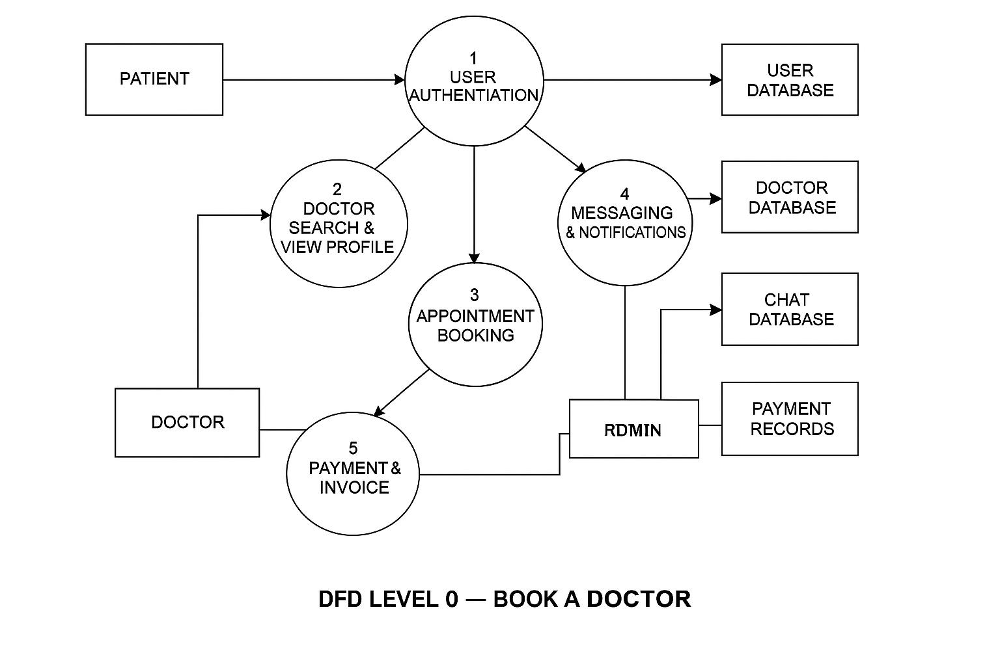 PATIENT
1
USER
AUTHENTIATION
USER
DATABASE
2
DOCTOR
SEARCH &
VIEW PROFILE
4
MESSAGING
& NOTIFICATIONS
DOCTOR
DATABASE
3
APPOINTMENT
BOOKING
CHAT
DATABASE
DOCTOR
5
PAYMENT &
INVOICE
RDMIN
PAYMENT
RECORDS
DFD LEVEL 0 — BOOK A DOCTOR